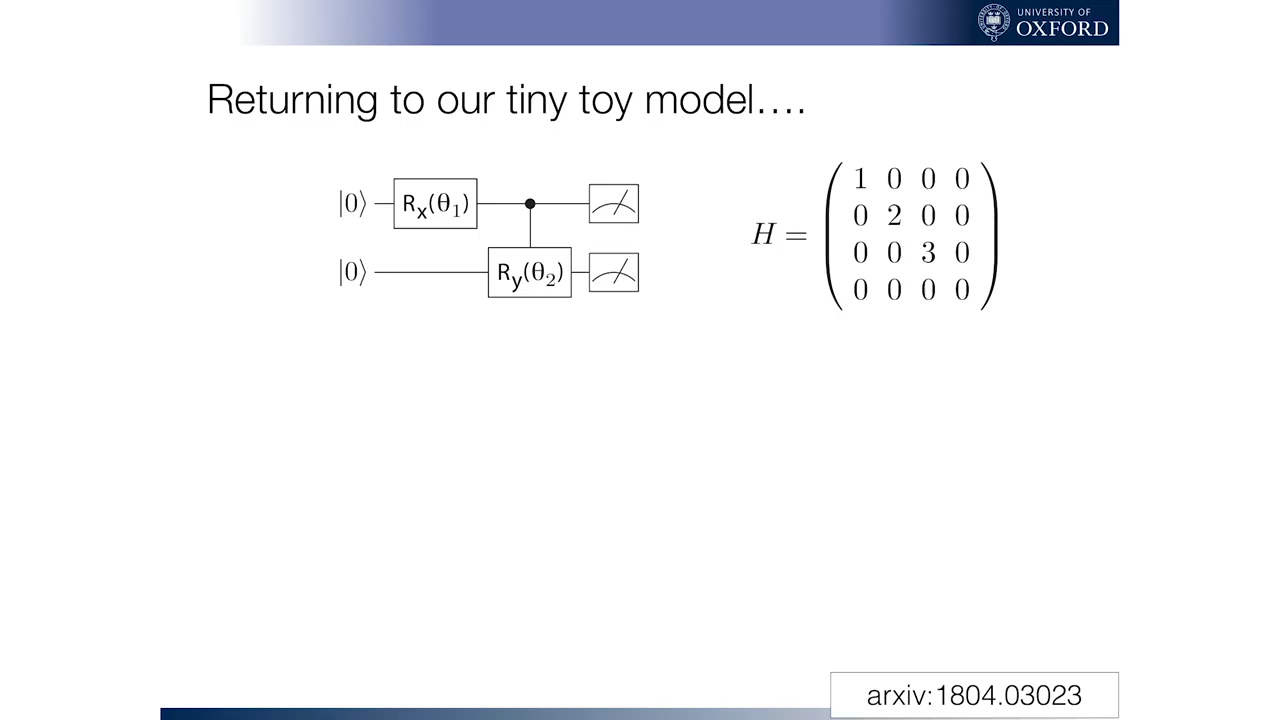 UNIVERSITY OF
OXFORD
Returning to our tiny toy model….
|0⟩ Rx(θ1)
|0⟩ Ry(θ2)
H =
1 0 0 0
0 2 0 0
0 0 3 0
0 0 0 0
arxiv:1804.03023